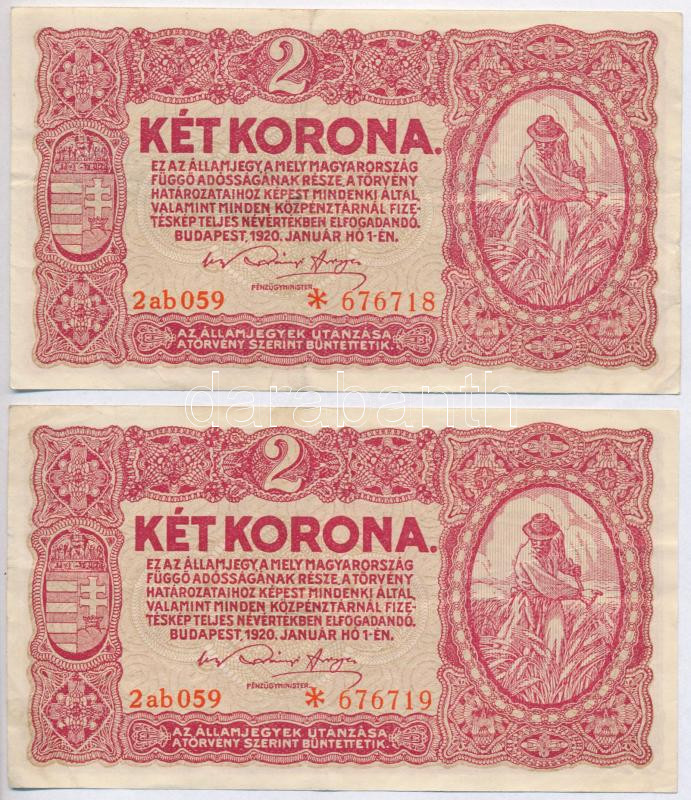 2
KÉT KORONA.
EZ AZ ÁLLAMJEGY, A MELY MAGYARORSZÁG
FÜGGŐ ADÓSSÁGÁNAK RÉSZE, A TÖRVÉNY
HATÁROZATAIHOZ KÉPEST MINDENKI ÁLTAL,
VALAMINT MINDEN KÖZPÉNZTÁRNÁL FIZE-
TÉSKÉP TELJES NÉVÉRTÉKBEN ELFOGADANDÓ.
BUDAPEST, 1920. JANUÁR HÓ 1-ÉN.
PÉNZÜGYMINISTER.
2ab059 * 676718
AZ ÁLLAMJEGYEK UTÁNZÁSA
A TÖRVÉNY SZERINT BÜNTETTETIK.
darabanth
2
KÉT KORONA.
EZ AZ ÁLLAMJEGY, A MELY MAGYARORSZÁG
FÜGGŐ ADÓSSÁGÁNAK RÉSZE, A TÖRVÉNY
HATÁROZATAIHOZ KÉPEST MINDENKI ÁLTAL,
VALAMINT MINDEN KÖZPÉNZTÁRNÁL FIZE-
TÉSKÉP TELJES NÉVÉRTÉKBEN ELFOGADANDÓ.
BUDAPEST, 1920. JANUÁR HÓ 1-ÉN.
PÉNZÜGYMINISTER.
2ab059 * 676719
AZ ÁLLAMJEGYEK UTÁNZÁSA
A TÖRVÉNY SZERINT BÜNTETTETIK.